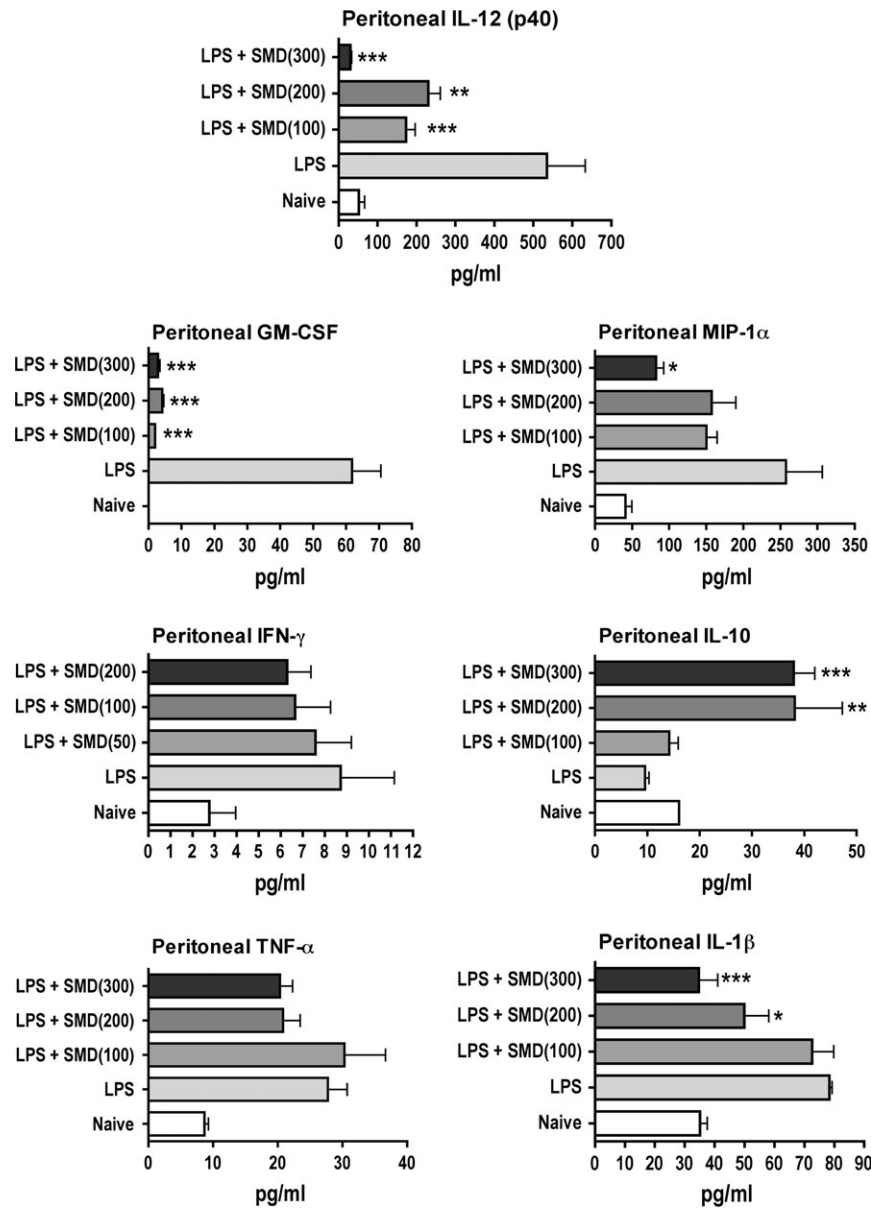 Peritoneal IL-12 (p40)
LPS + SMD(300) ***
LPS + SMD(200) **
LPS + SMD(100) ***
LPS
Naive
0 100 200 300 400 500 600 700
pg/ml
Peritoneal GM-CSF
LPS + SMD(300) ***
LPS + SMD(200) ***
LPS + SMD(100) ***
LPS
Naive
0 10 20 30 40 50 60 70 80
pg/ml
Peritoneal MIP-1α
LPS + SMD(300) *
LPS + SMD(200)
LPS + SMD(100)
LPS
Naive
0 50 100 150 200 250 300 350
pg/ml
Peritoneal IFN-γ
LPS + SMD(200)
LPS + SMD(100)
LPS + SMD(50)
LPS
Naive
0 1 2 3 4 5 6 7 8 9 10 11 12
pg/ml
Peritoneal IL-10
LPS + SMD(300) ***
LPS + SMD(200) **
LPS + SMD(100)
LPS
Naive
0 10 20 30 40 50
pg/ml
Peritoneal TNF-α
LPS + SMD(300)
LPS + SMD(200)
LPS + SMD(100)
LPS
Naive
0 10 20 30 40
pg/ml
Peritoneal IL-1β
LPS + SMD(300) ***
LPS + SMD(200) *
LPS + SMD(100)
LPS
Naive
0 10 20 30 40 50 60 70 80 90
pg/ml